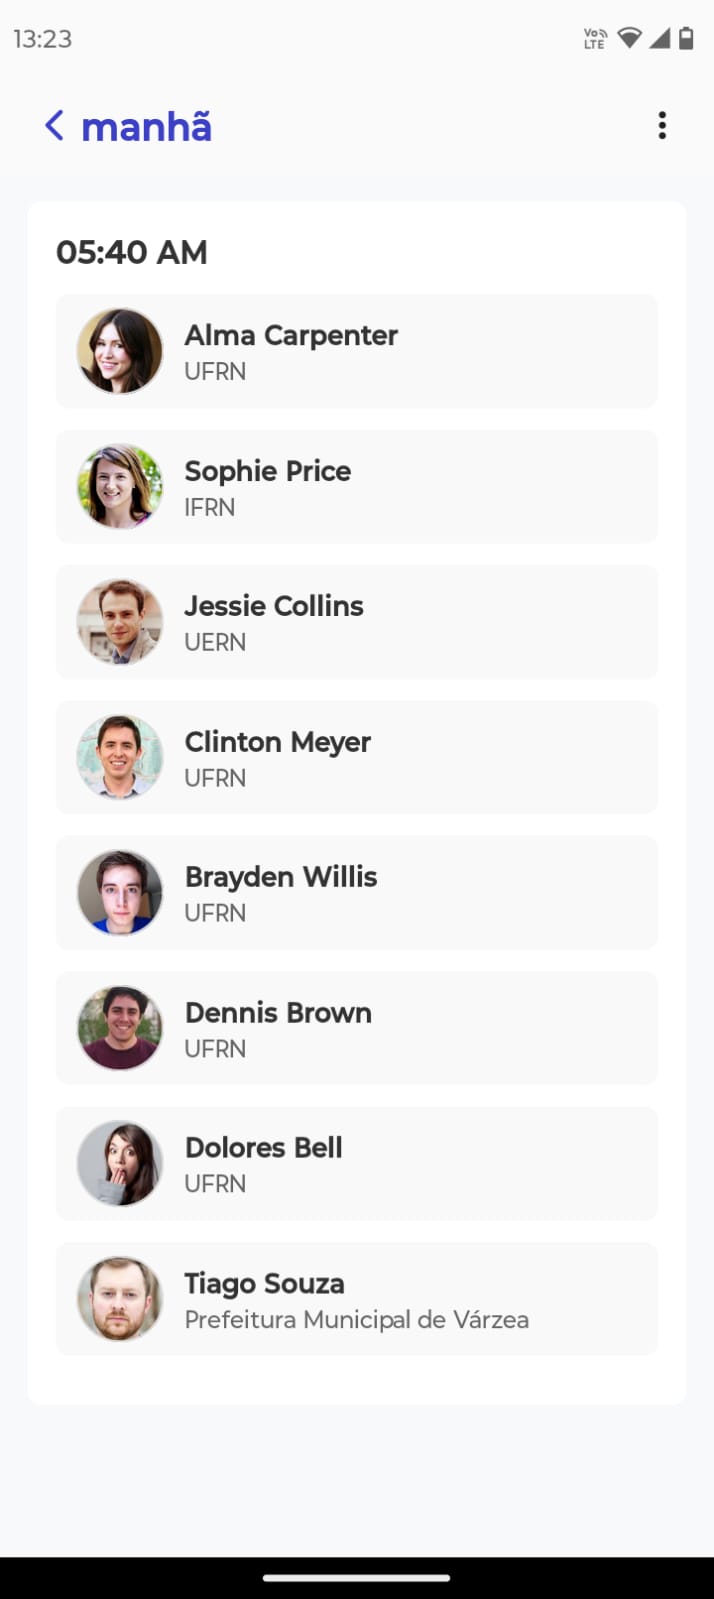 13:23
Vo
LTE
manhã
05:40 AM
Alma Carpenter
UFRN
Sophie Price
IFRN
Jessie Collins
UERN
Clinton Meyer
UFRN
Brayden Willis
UFRN
Dennis Brown
UFRN
Dolores Bell
UFRN
Tiago Souza
Prefeitura Municipal de Várzea